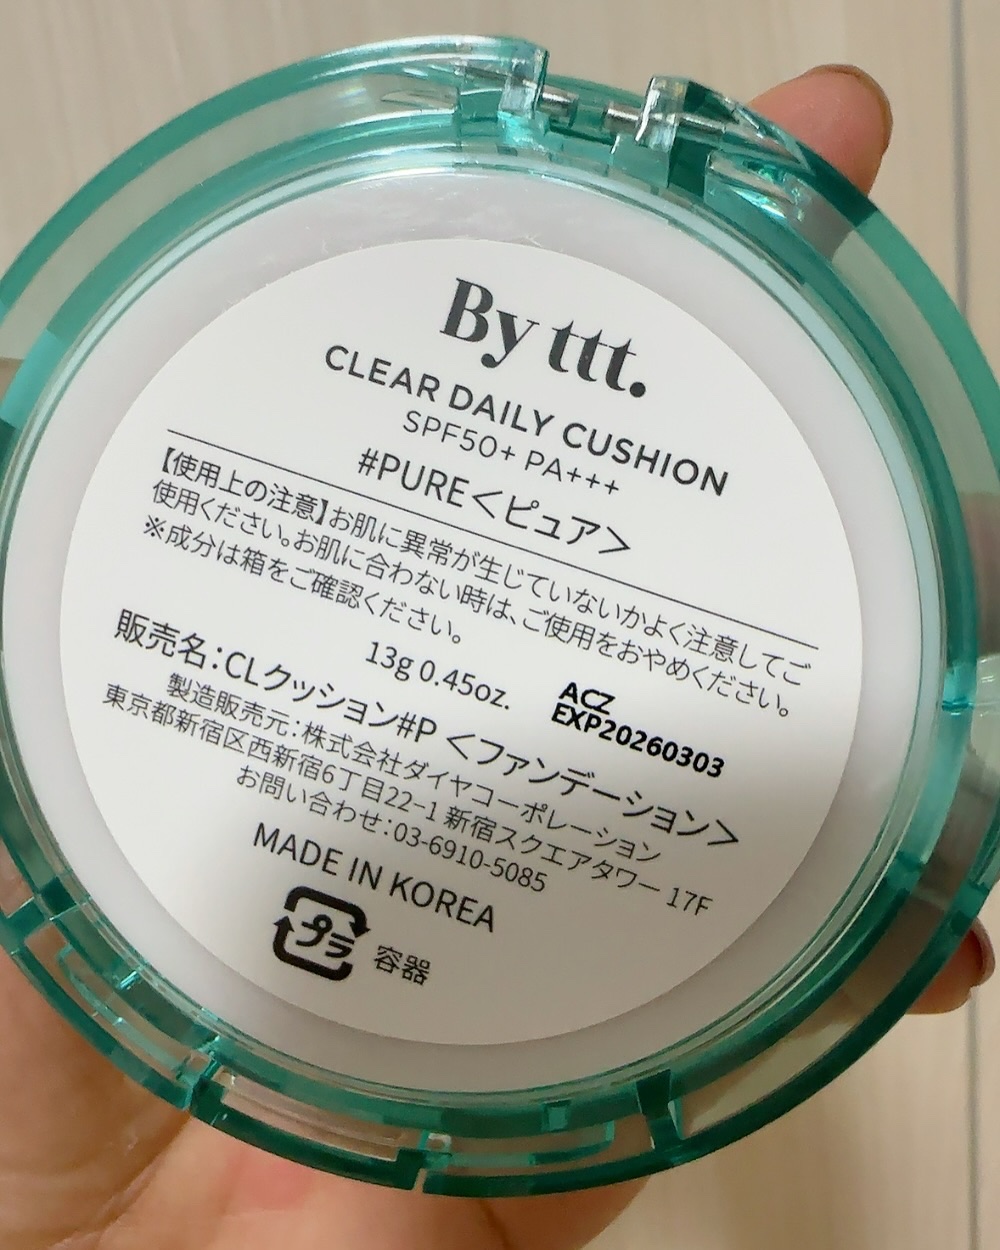 By ttt.
CLEAR DAILY CUSHION
SPF50+ PA+++
#PURE＜ピュア＞
【使用上の注意】お肌に異常が生じていないかよく注意してご
使用ください。お肌に合わない時は、ご使用をおやめください。
※成分は箱をご確認ください。
13g 0.45oz.
ACZ
EXP20260303
販売名：CLクッション#P ＜ファンデーション＞
製造販売元：株式会社ダイヤコーポレーション
東京都新宿区西新宿6丁目22-1 新宿スクエアタワー 17F
お問い合わせ：03-6910-5085
MADE IN KOREA
プラ 容器